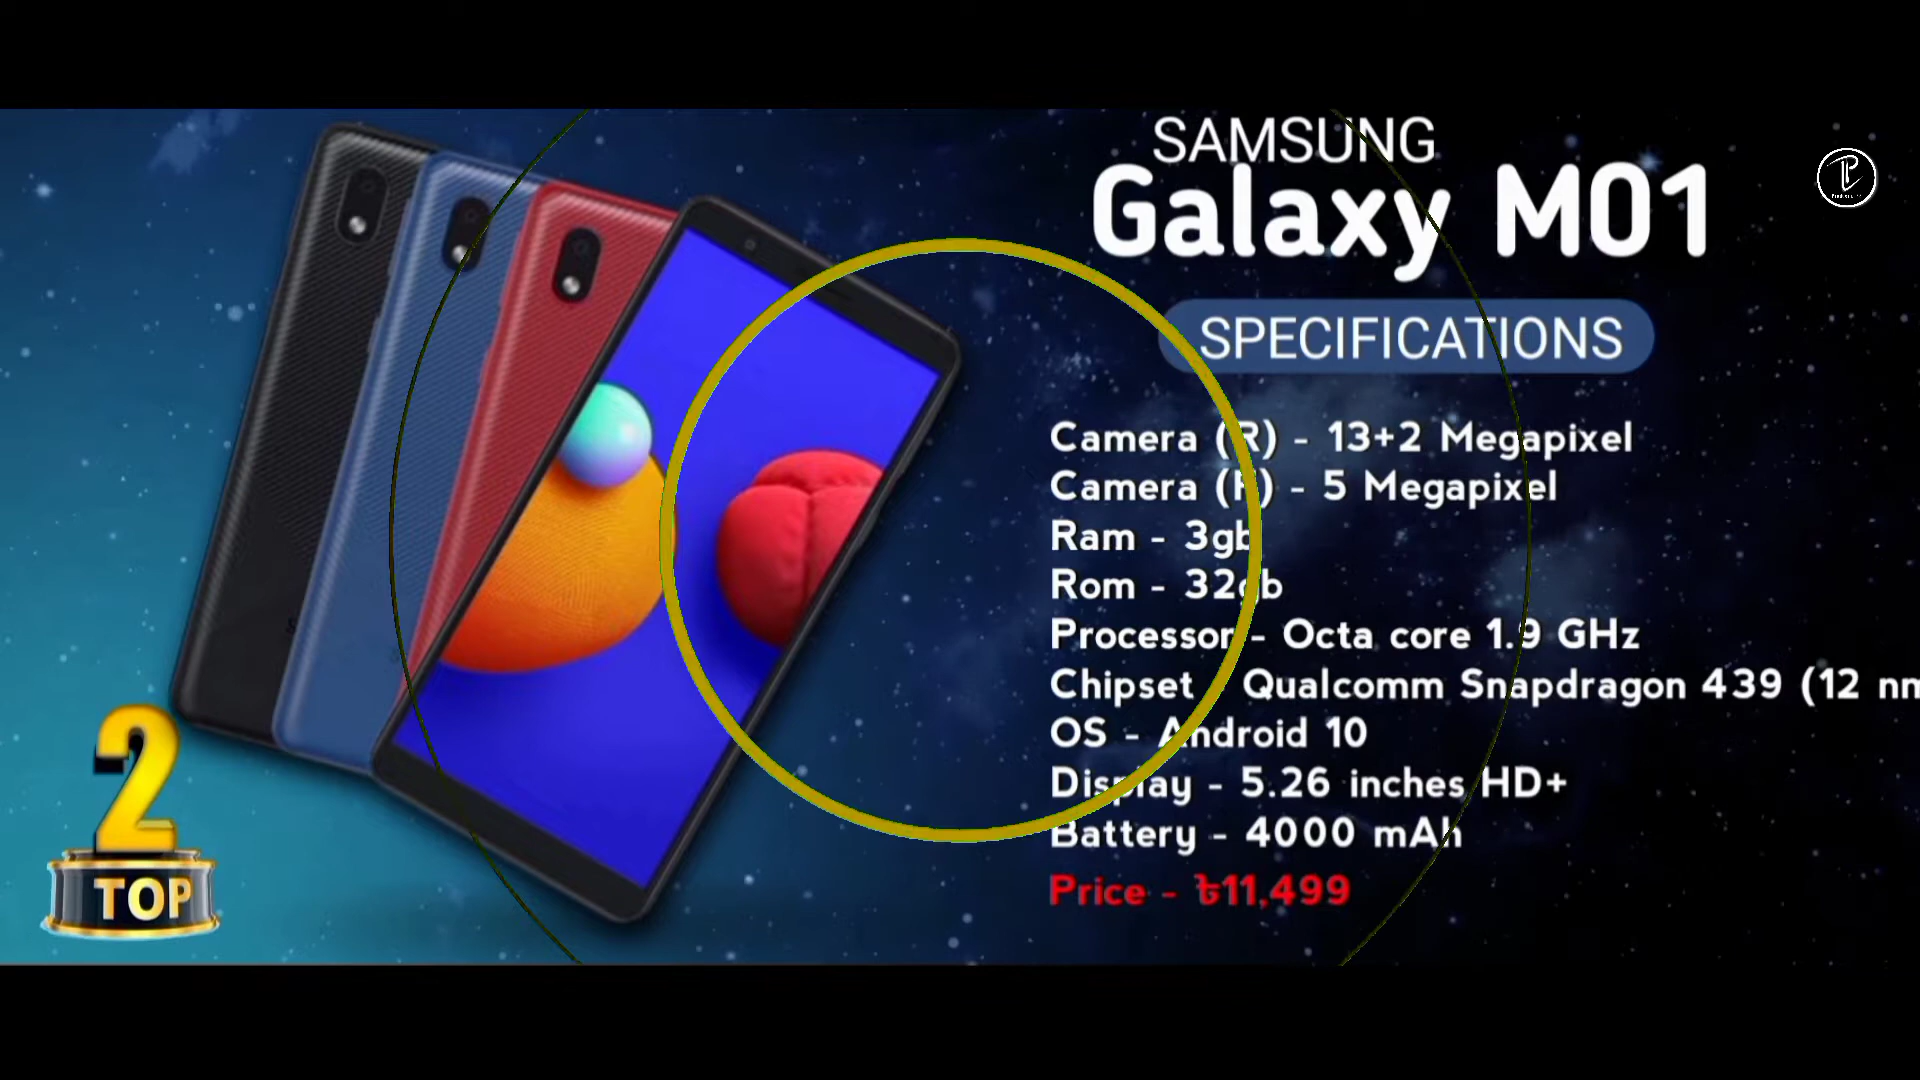 SAMSUNG
Galaxy M01
SPECIFICATIONS
Camera (R) - 13+2 Megapixel
Camera (F) - 5 Megapixel
Ram - 3gb
Rom - 32gb
Processor - Octa core 1.9 GHz
Chipset - Qualcomm Snapdragon 439 (12 nm
OS - Android 10
Display - 5.26 inches HD+
Battery - 4000 mAh
Price - ৳11,499
2
TOP